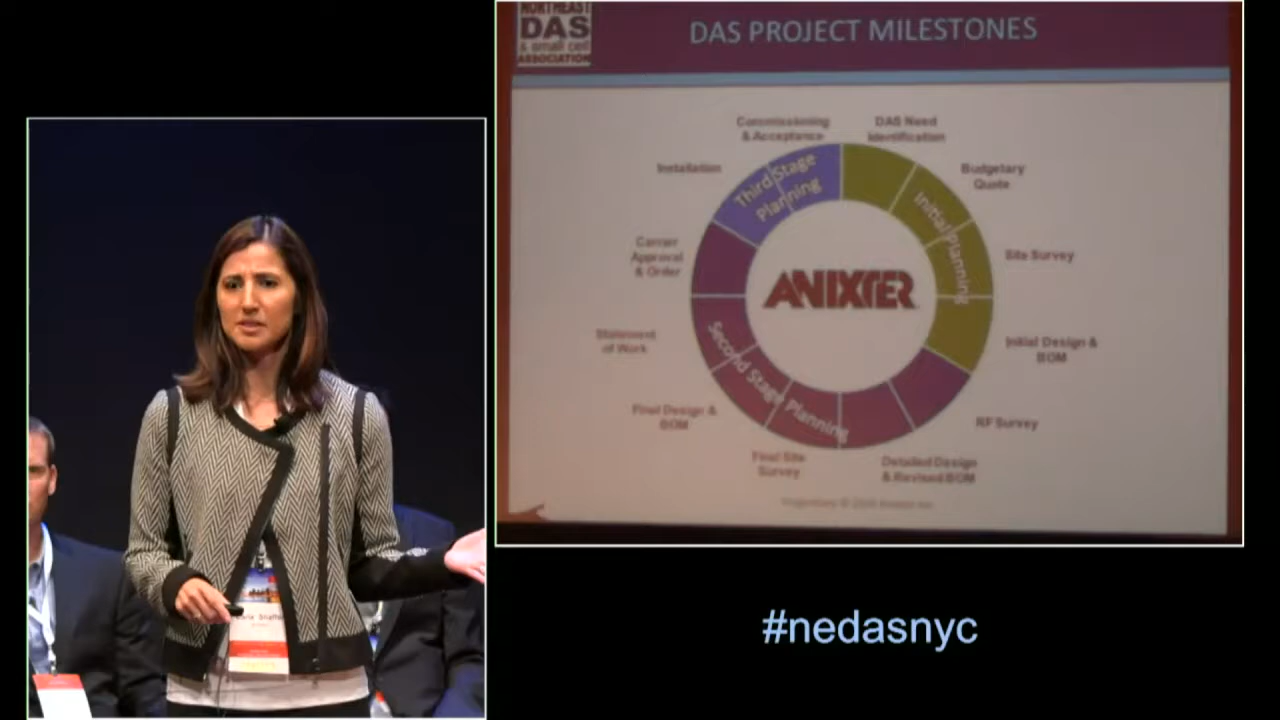 NORTHEAST
DAS
& small cell
ASSOCIATION
DAS PROJECT MILESTONES
Commissioning
& Acceptance
DAS Need
Identification
Installation
Budgetary
Quote
Third Stage
Planning
Initial Planning
Carrier
Approval
& Order
Site Survey
ANIXTER
Statement
of Work
Initial Design &
BOM
Second Stage Planning
Final Design &
BOM
RF Survey
Final Site
Survey
Detailed Design
& Revised BOM
#nedasnyc